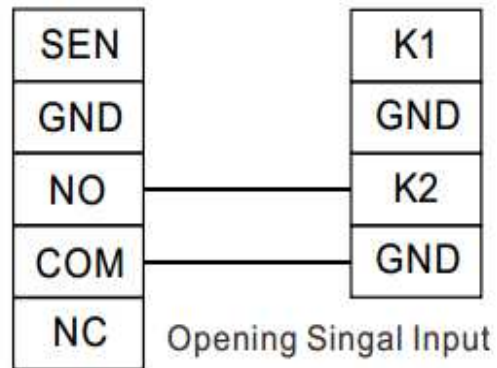 SEN
GND
NO
COM
NC
K1
GND
K2
GND
Opening Singal Input